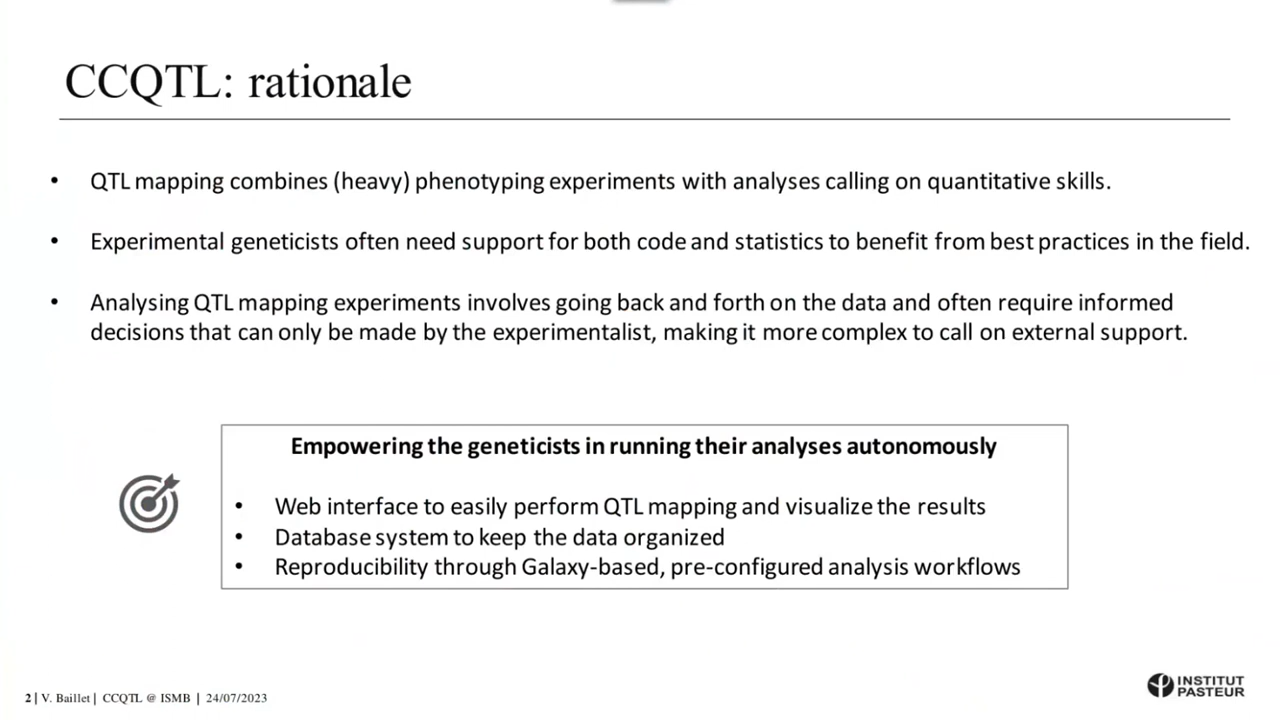 CCQTL: rationale
• QTL mapping combines (heavy) phenotyping experiments with analyses calling on quantitative skills.
• Experimental geneticists often need support for both code and statistics to benefit from best practices in the field.
• Analysing QTL mapping experiments involves going back and forth on the data and often require informed
decisions that can only be made by the experimentalist, making it more complex to call on external support.
Empowering the geneticists in running their analyses autonomously
• Web interface to easily perform QTL mapping and visualize the results
• Database system to keep the data organized
• Reproducibility through Galaxy-based, pre-configured analysis workflows
2 | V. Baillet | CCQTL @ ISMB | 24/07/2023
INSTITUT
PASTEUR